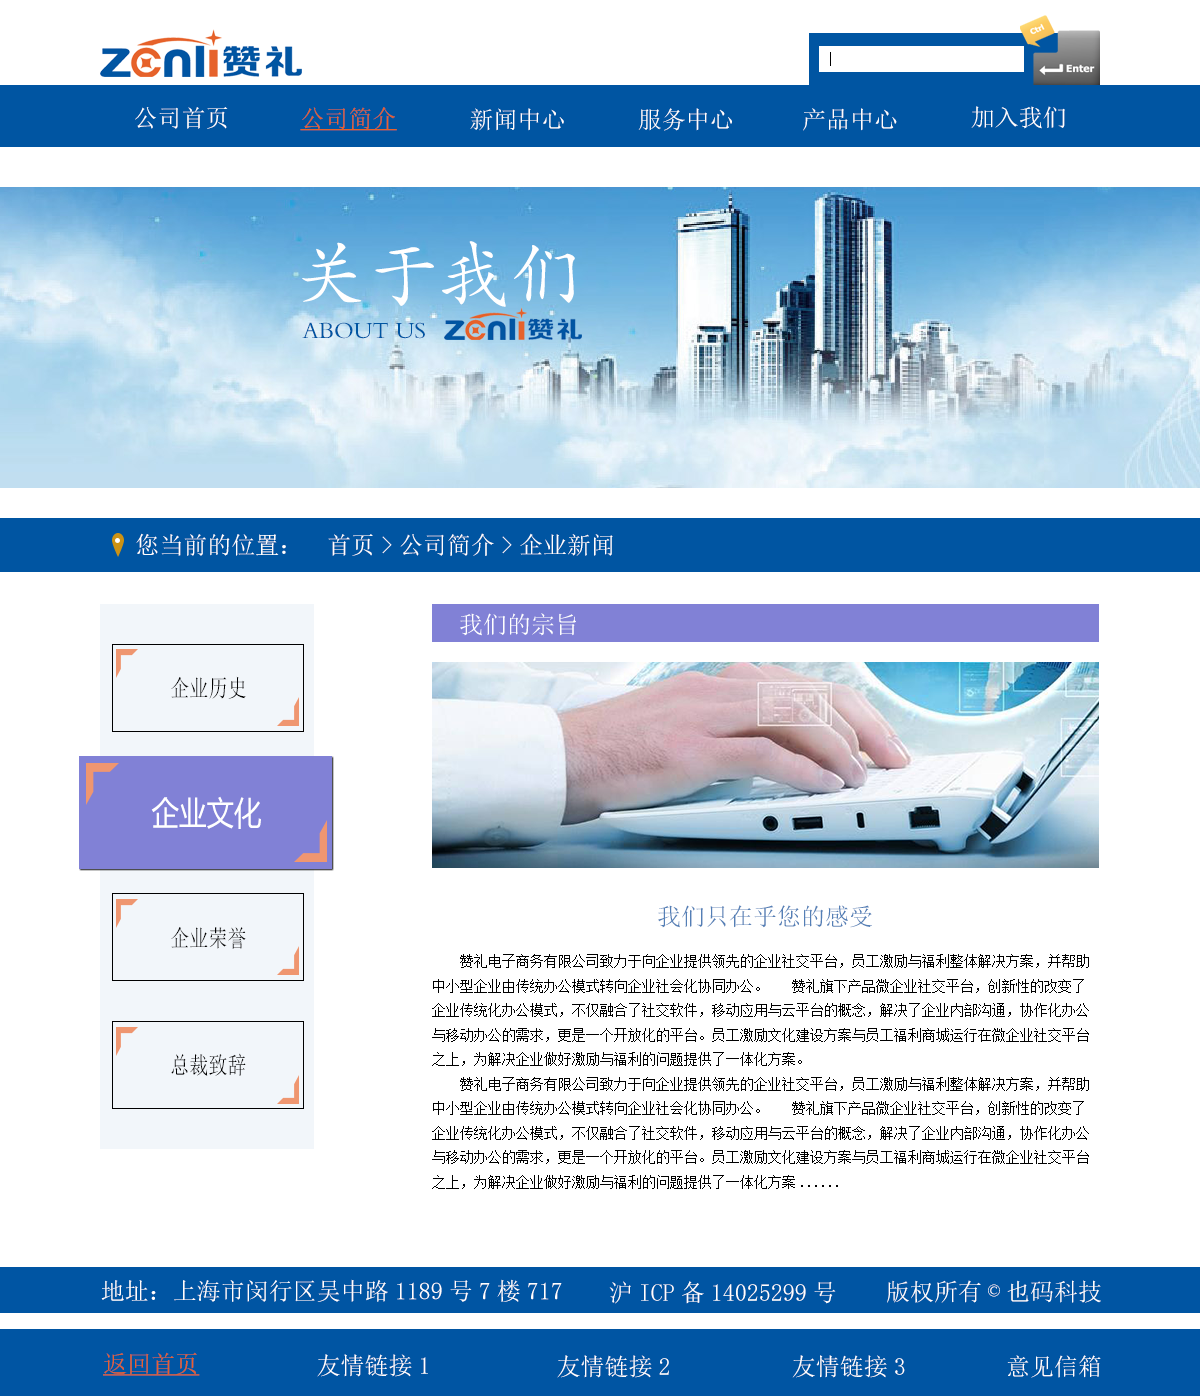 zenli赞礼
Ctrl
Enter
公司首页 公司简介 新闻中心 服务中心 产品中心 加入我们
关于我们
ABOUT US zenli赞礼
您当前的位置： 首页 > 公司简介 > 企业新闻
企业历史
企业文化
企业荣誉
总裁致辞
我们的宗旨
我们只在乎您的感受
赞礼电子商务有限公司致力于向企业提供领先的企业社交平台，员工激励与福利整体解决方案，并帮助
中小型企业由传统办公模式转向企业社会化协同办公。 赞礼旗下产品微企业社交平台，创新性的改变了
企业传统化办公模式，不仅融合了社交软件，移动应用与云平台的概念，解决了企业内部沟通，协作化办公
与移动办公的需求，更是一个开放化的平台。员工激励文化建设方案与员工福利商城运行在微企业社交平台
之上，为解决企业做好激励与福利的问题提供了一体化方案。
赞礼电子商务有限公司致力于向企业提供领先的企业社交平台，员工激励与福利整体解决方案，并帮助
中小型企业由传统办公模式转向企业社会化协同办公。 赞礼旗下产品微企业社交平台，创新性的改变了
企业传统化办公模式，不仅融合了社交软件，移动应用与云平台的概念，解决了企业内部沟通，协作化办公
与移动办公的需求，更是一个开放化的平台。员工激励文化建设方案与员工福利商城运行在微企业社交平台
之上，为解决企业做好激励与福利的问题提供了一体化方案 ......
地址：上海市闵行区吴中路 1189 号 7 楼 717 沪 ICP 备 14025299 号 版权所有 © 也码科技
返回首页 友情链接 1 友情链接 2 友情链接 3 意见信箱